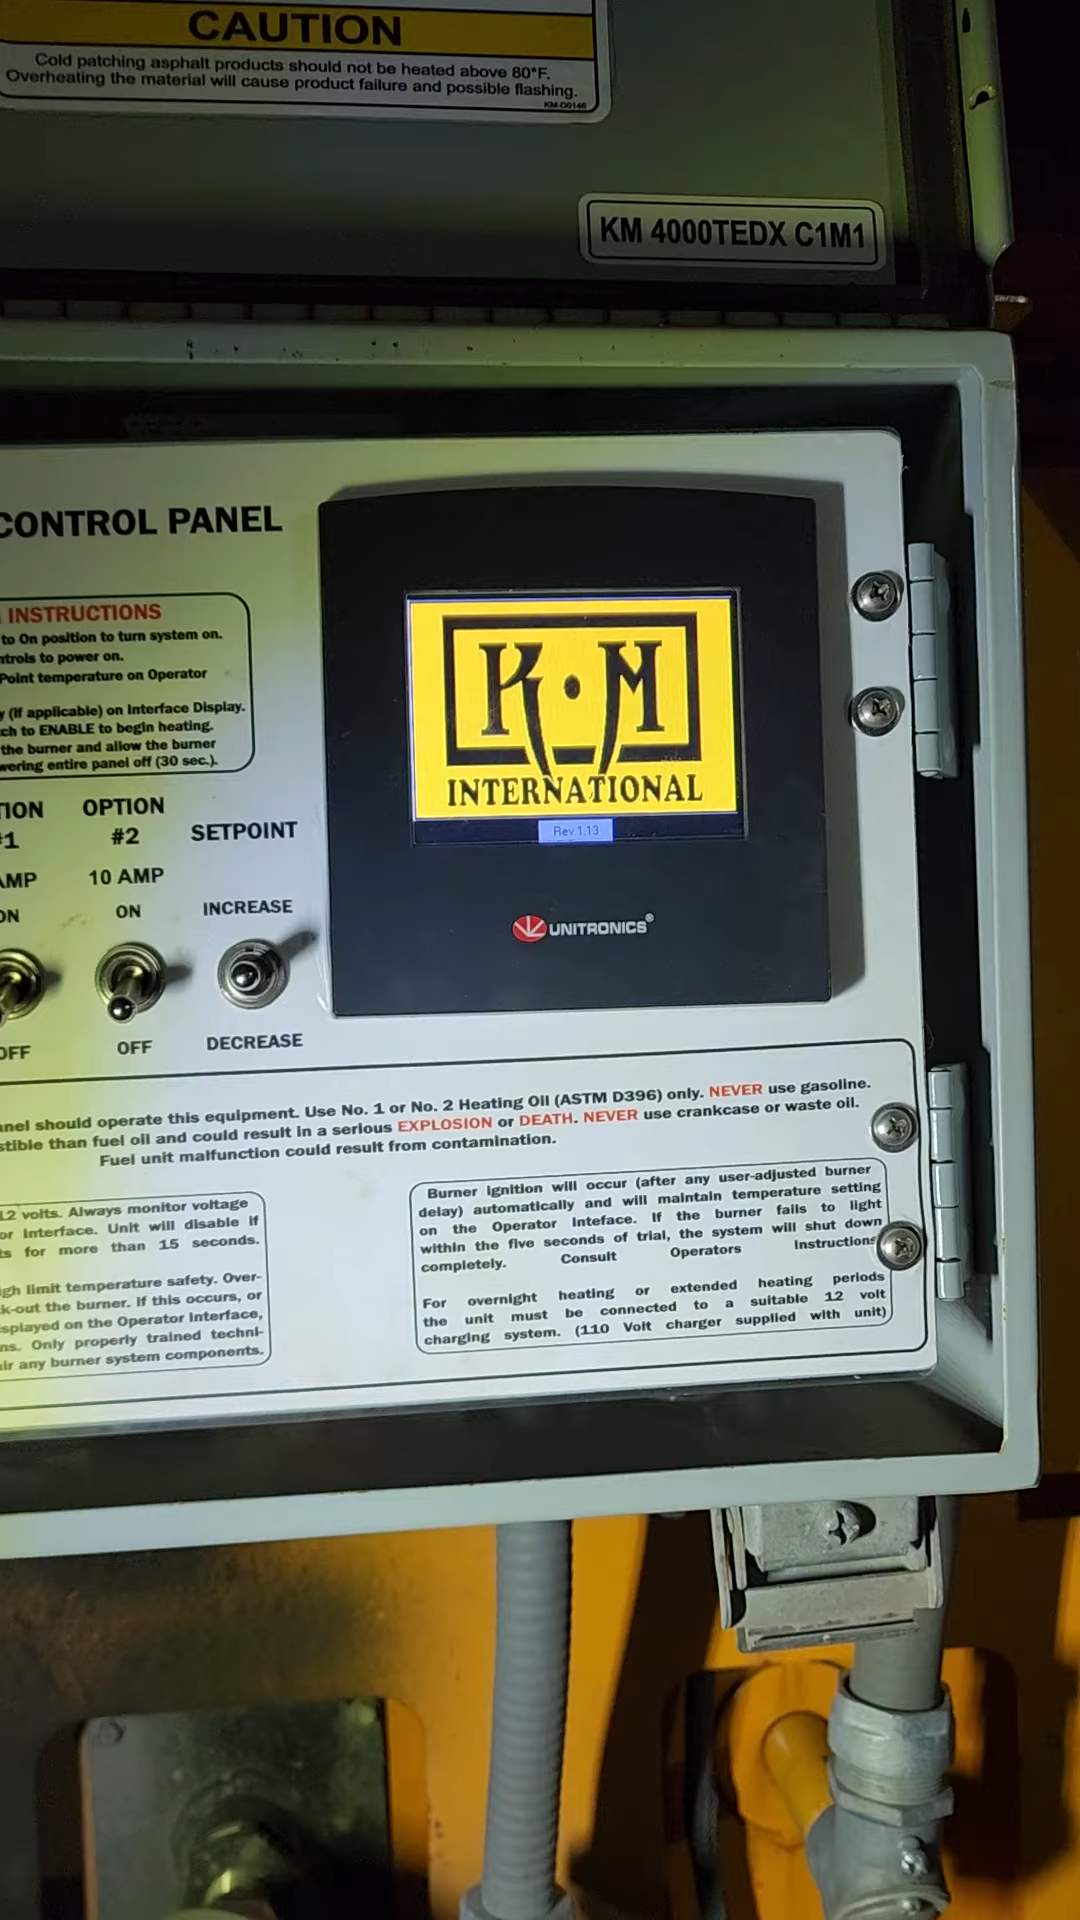 CAUTION
Cold patching asphalt products should not be heated above 80°F.
Overheating the material will cause product failure and possible flashing.
KM-D0146
KM 4000TEDX C1M1
CONTROL PANEL
INSTRUCTIONS
to On position to turn system on.
ntrols to power on.
Point temperature on Operator
y (if applicable) on Interface Display.
ch to ENABLE to begin heating.
the burner and allow the burner
wering entire panel off (30 sec.).
K·M
INTERNATIONAL
Rev 1.13
UNITRONICS®
TION
#1
AMP
ON
OFF
OPTION
#2
10 AMP
ON
OFF
SETPOINT
INCREASE
DECREASE
nel should operate this equipment. Use No. 1 or No. 2 Heating Oil (ASTM D396) only. NEVER use gasoline.
stible than fuel oil and could result in a serious EXPLOSION or DEATH. NEVER use crankcase or waste oil.
Fuel unit malfunction could result from contamination.
12 volts. Always monitor voltage
or Interface. Unit will disable if
ts for more than 15 seconds.
igh limit temperature safety. Over-
k-out the burner. If this occurs, or
isplayed on the Operator Interface,
ns. Only properly trained techni-
air any burner system components.
Burner ignition will occur (after any user-adjusted burner
delay) automatically and will maintain temperature setting
on the Operator Inteface. If the burner fails to light
within the five seconds of trial, the system will shut down
completely. Consult Operators Instructions
For overnight heating or extended heating periods
the unit must be connected to a suitable 12 volt
charging system. (110 Volt charger supplied with unit)